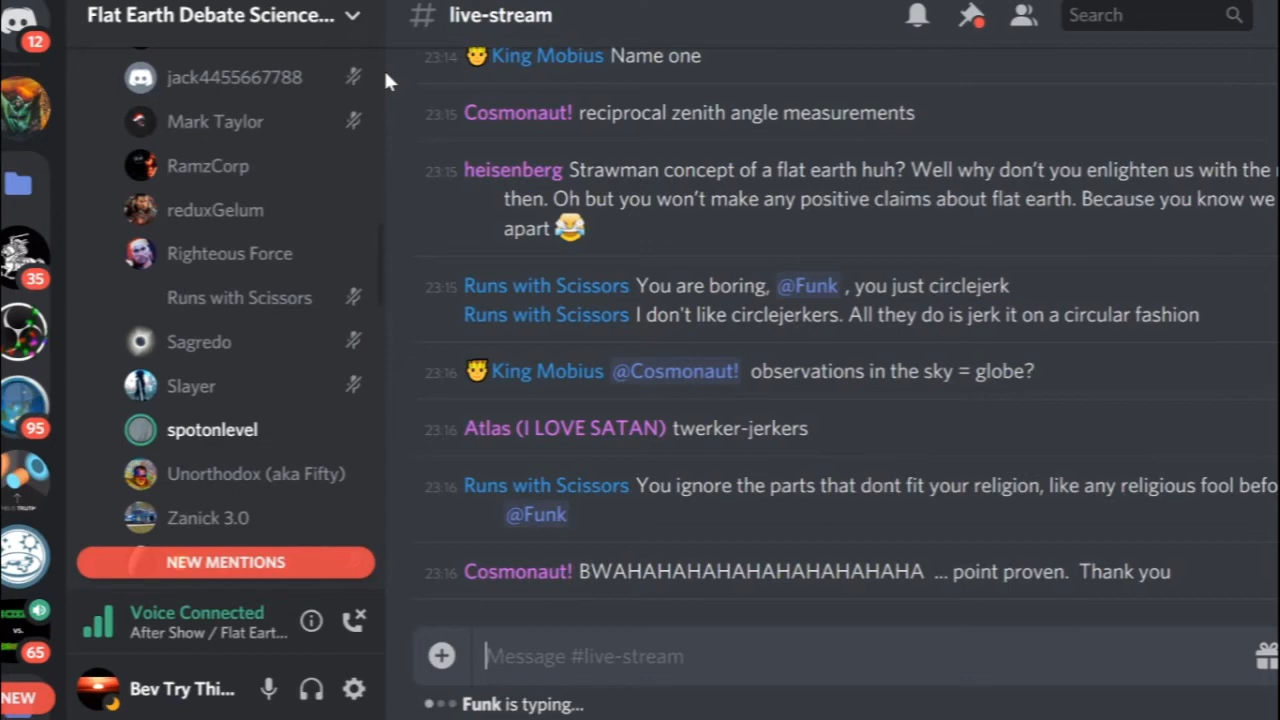 12
35
95
IS TRUTH"
VS.
65
NEW
Flat Earth Debate Science...
jack4455667788
Mark Taylor
RamzCorp
reduxGelum
Righteous Force
Runs with Scissors
Sagredo
Slayer
spotonlevel
Unorthodox (aka Fifty)
Zanick 3.0
NEW MENTIONS
Voice Connected
After Show / Flat Eart...
Bev Try Thi...
# live-stream
Search
23:14 King Mobius Name one
23:15 Cosmonaut! reciprocal zenith angle measurements
23:15 heisenberg Strawman concept of a flat earth huh? Well why don't you enlighten us with the
then. Oh but you won't make any positive claims about flat earth. Because you know we
apart 😂
23:15 Runs with Scissors You are boring, @Funk , you just circlejerk
Runs with Scissors I don't like circlejerkers. All they do is jerk it on a circular fashion
23:16 King Mobius @Cosmonaut! observations in the sky = globe?
23:16 Atlas (I LOVE SATAN) twerker-jerkers
23:16 Runs with Scissors You ignore the parts that dont fit your religion, like any religious fool befo
@Funk
23:16 Cosmonaut! BWAHAHAHAHAHAHAHAHAHA ... point proven. Thank you
Message #live-stream
Funk is typing...